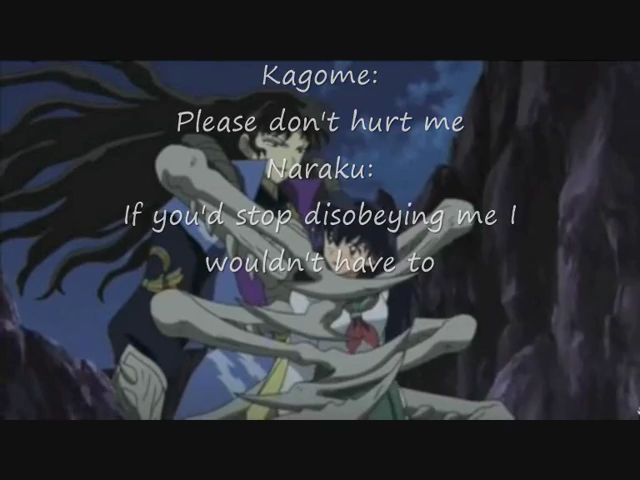 Kagome:
Please don't hurt me
Naraku:
If you'd stop disobeying me I
wouldn't have to